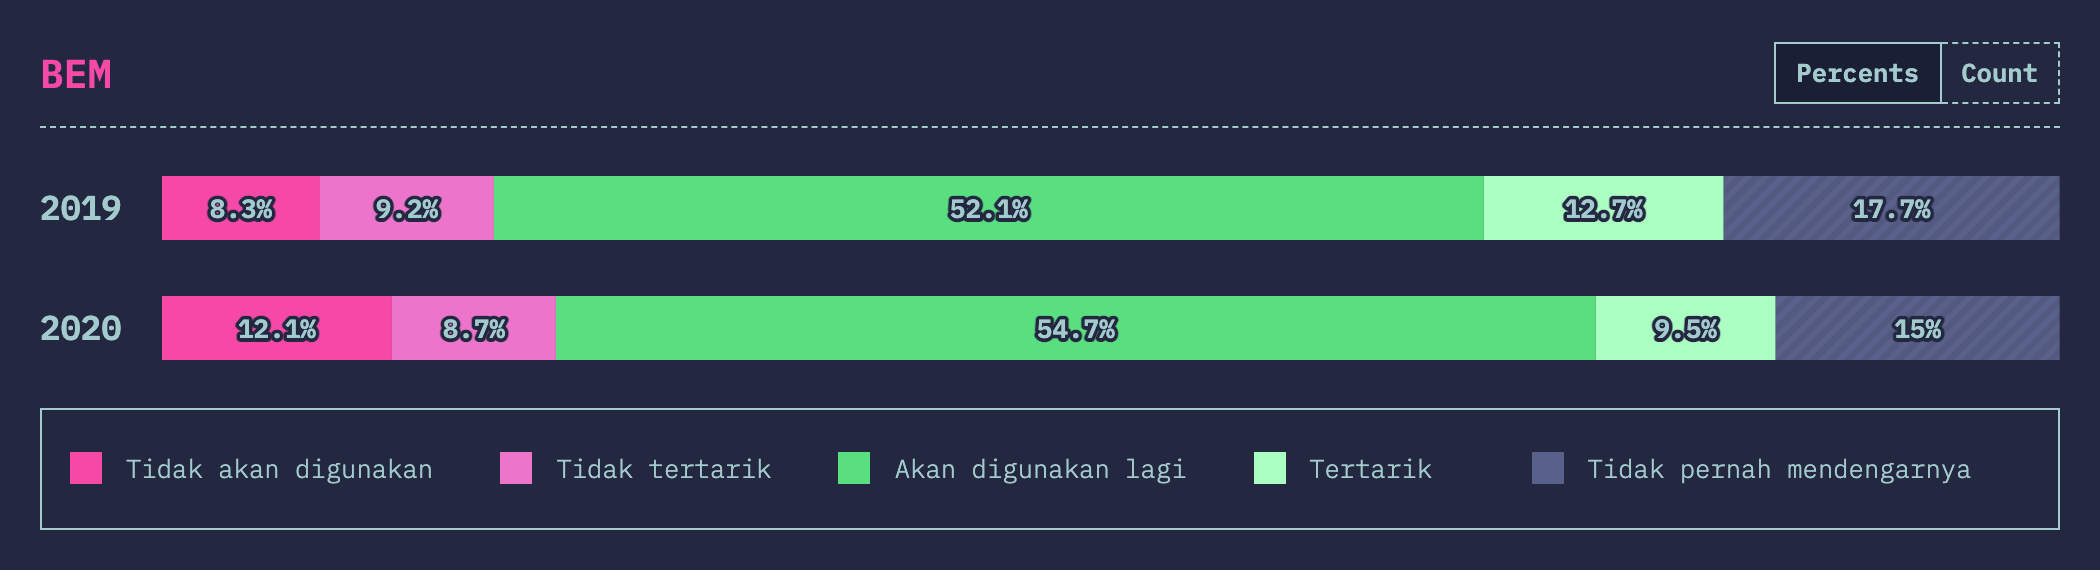 BEM
Percents Count
2019 8.3% 9.2% 52.1% 12.7% 17.7%
2020 12.1% 8.7% 54.7% 9.5% 15%
Tidak akan digunakan Tidak tertarik Akan digunakan lagi Tertarik Tidak pernah mendengarnya